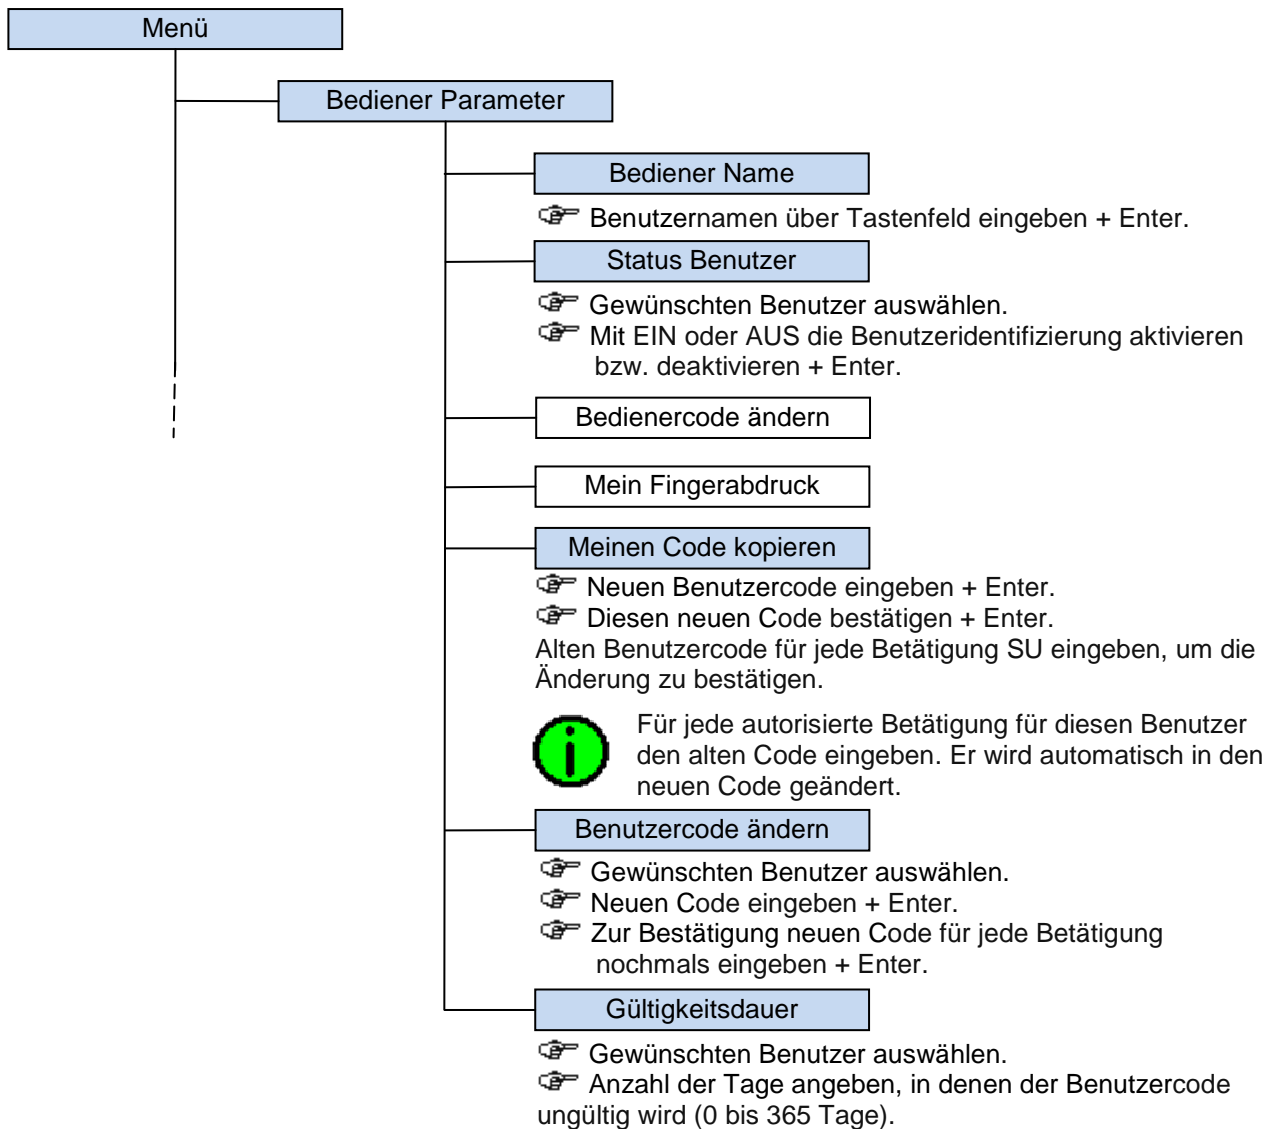 Menü
Bediener Parameter
Bediener Name
Benutzernamen über Tastenfeld eingeben + Enter.
Status Benutzer
Gewünschten Benutzer auswählen.
Mit EIN oder AUS die Benutzeridentifizierung aktivieren
bzw. deaktivieren + Enter.
Bedienercode ändern
Mein Fingerabdruck
Meinen Code kopieren
Neuen Benutzercode eingeben + Enter.
Diesen neuen Code bestätigen + Enter.
Alten Benutzercode für jede Betätigung SU eingeben, um die
Änderung zu bestätigen.
Für jede autorisierte Betätigung für diesen Benutzer
den alten Code eingeben. Er wird automatisch in den
neuen Code geändert.
Benutzercode ändern
Gewünschten Benutzer auswählen.
Neuen Code eingeben + Enter.
Zur Bestätigung neuen Code für jede Betätigung
nochmals eingeben + Enter.
Gültigkeitsdauer
Gewünschten Benutzer auswählen.
Anzahl der Tage angeben, in denen der Benutzercode
ungültig wird (0 bis 365 Tage).